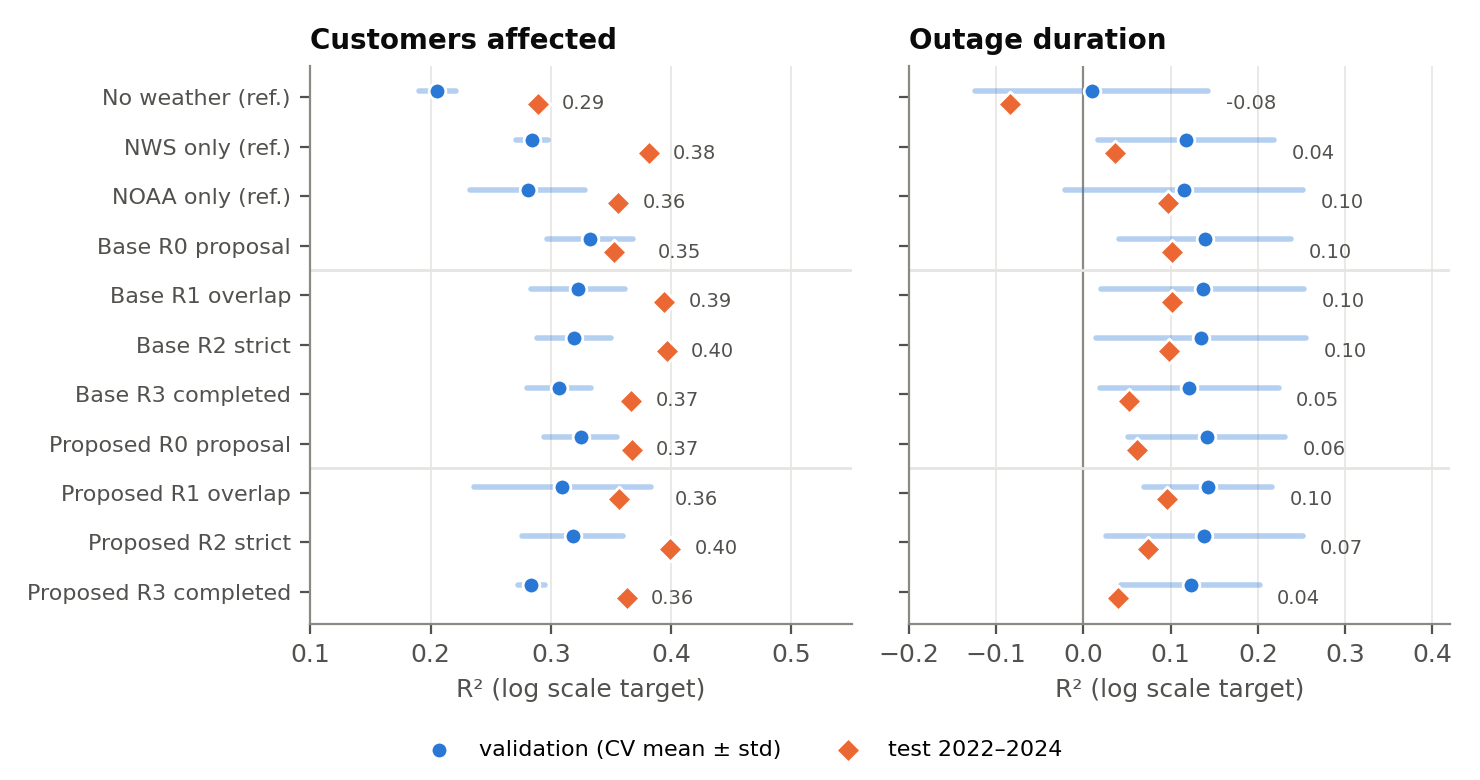 Customers affected
Outage duration
No weather (ref.)
0.29
-0.08
NWS only (ref.)
0.38
0.04
NOAA only (ref.)
0.36
0.10
Base R0 proposal
0.35
0.10
Base R1 overlap
0.39
0.10
Base R2 strict
0.40
0.10
Base R3 completed
0.37
0.05
Proposed R0 proposal
0.37
0.06
Proposed R1 overlap
0.36
0.10
Proposed R2 strict
0.40
0.07
Proposed R3 completed
0.36
0.04
0.1 0.2 0.3 0.4 0.5
−0.2 −0.1 0.0 0.1 0.2 0.3 0.4
R² (log scale target)
R² (log scale target)
validation (CV mean ± std)
test 2022–2024